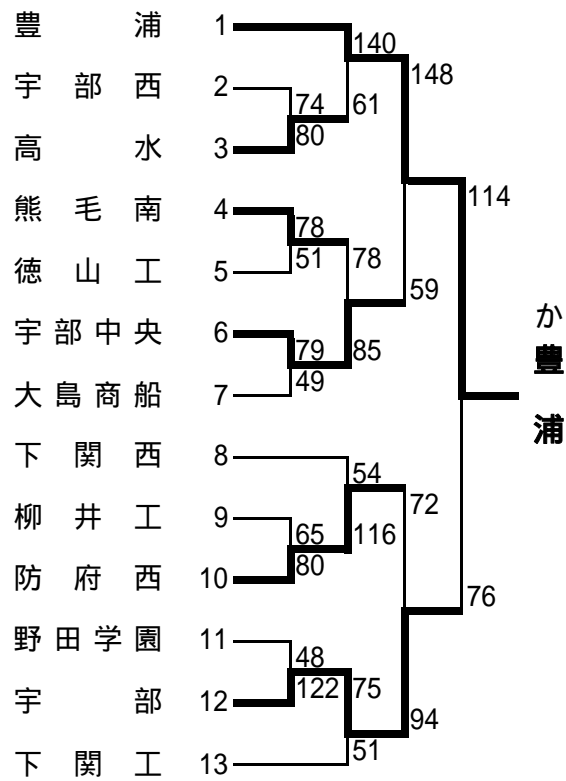 豊浦 1
140
148
宇部西 2
74
61
高水 3
80
114
熊毛南 4
78
徳山工 5
51
78
59
宇部中央 6
79
85
大島商船 7
49
か
豊
浦
下関西 8
54
72
柳井工 9
65
116
防府西 10
80
76
野田学園 11
48
宇部 12
122
75
94
下関工 13
51